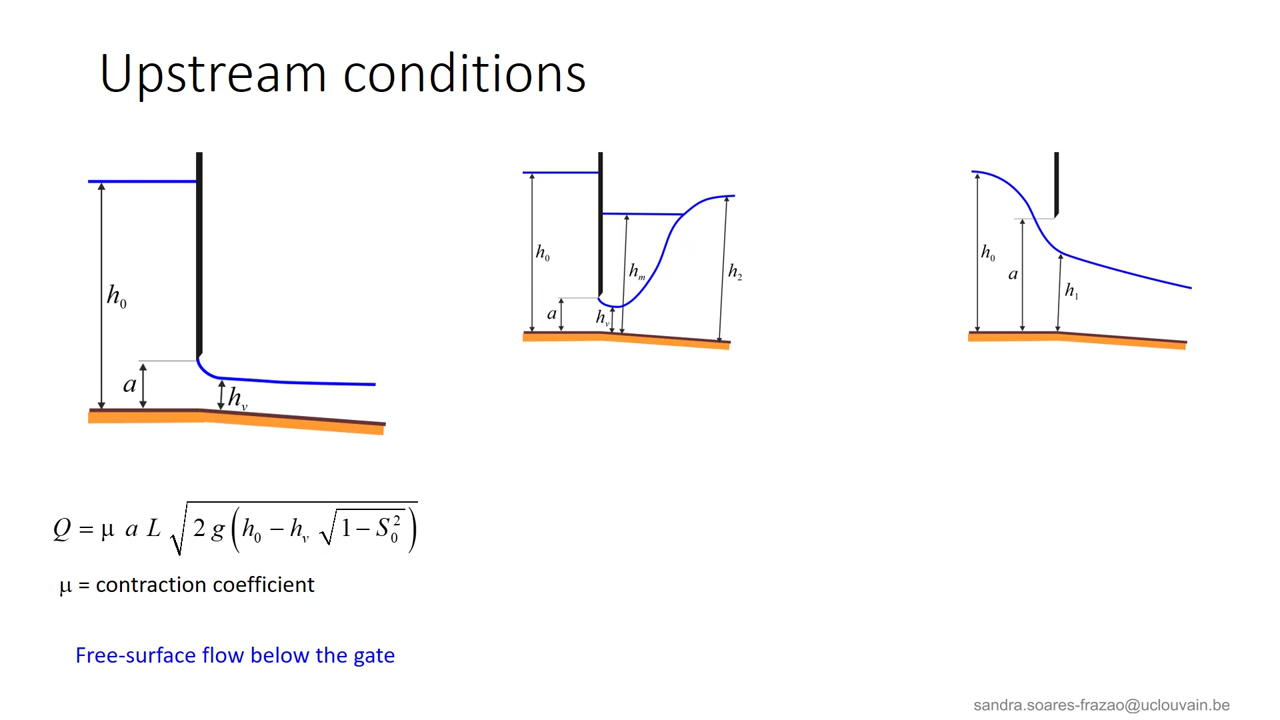 Upstream conditions
h₀
a
hᵥ
h₀
a
hᵥ
hₘ
h₂
h₀
a
h₁
Q = μ a L √(2 g (h₀ − hᵥ √(1 − S₀²)))
μ = contraction coefficient
Free-surface flow below the gate
sandra.soares-frazao@uclouvain.be